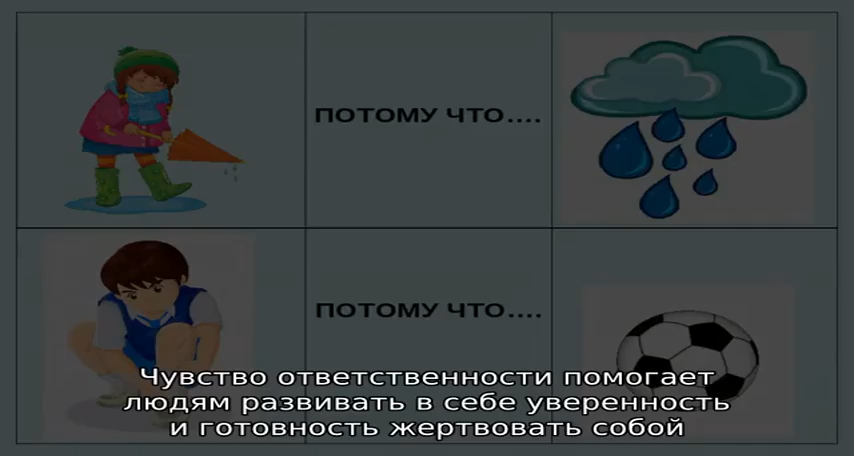 ПОТОМУ ЧТО....
ПОТОМУ ЧТО....
Чувство ответственности помогает
людям развивать в себе уверенность
и готовность жертвовать собой